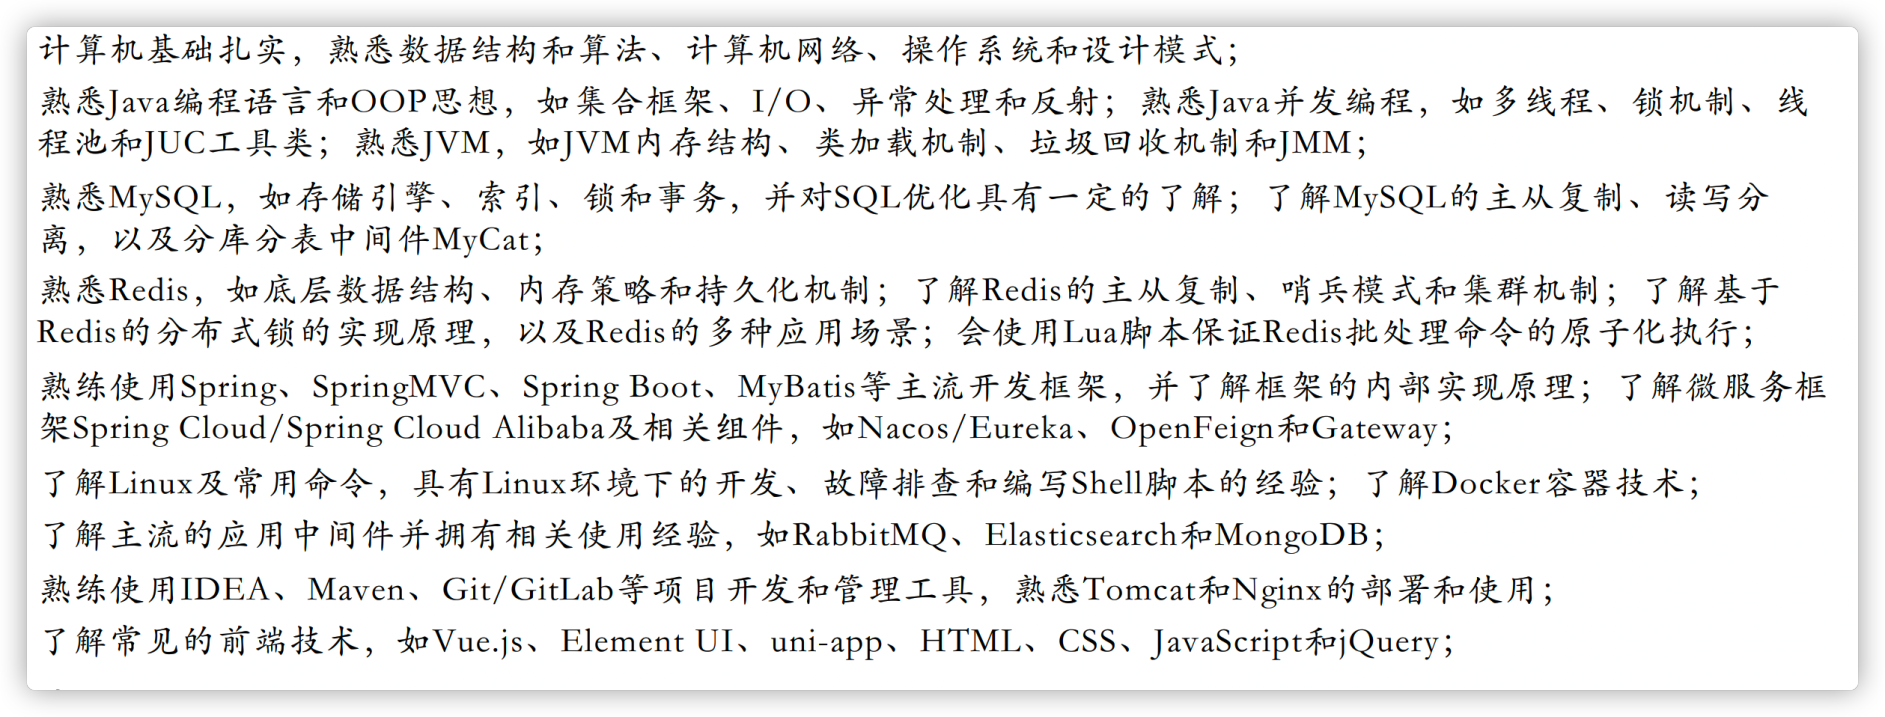 计算机基础扎实，熟悉数据结构和算法、计算机网络、操作系统和设计模式；
熟悉Java编程语言和OOP思想，如集合框架、I/O、异常处理和反射；熟悉Java并发编程，如多线程、锁机制、线
程池和JUC工具类；熟悉JVM，如JVM内存结构、类加载机制、垃圾回收机制和JMM；
熟悉MySQL，如存储引擎、索引、锁和事务，并对SQL优化具有一定的了解；了解MySQL的主从复制、读写分
离，以及分库分表中间件MyCat；
熟悉Redis，如底层数据结构、内存策略和持久化机制；了解Redis的主从复制、哨兵模式和集群机制；了解基于
Redis的分布式锁的实现原理，以及Redis的多种应用场景；会使用Lua脚本保证Redis批处理命令的原子化执行；
熟练使用Spring、SpringMVC、Spring Boot、MyBatis等主流开发框架，并了解框架的内部实现原理；了解微服务框
架Spring Cloud/Spring Cloud Alibaba及相关组件，如Nacos/Eureka、OpenFeign和Gateway；
了解Linux及常用命令，具有Linux环境下的开发、故障排查和编写Shell脚本的经验；了解Docker容器技术；
了解主流的应用中间件并拥有相关使用经验，如RabbitMQ、Elasticsearch和MongoDB；
熟练使用IDEA、Maven、Git/GitLab等项目开发和管理工具，熟悉Tomcat和Nginx的部署和使用；
了解常见的前端技术，如Vue.js、Element UI、uni-app、HTML、CSS、JavaScript和jQuery；